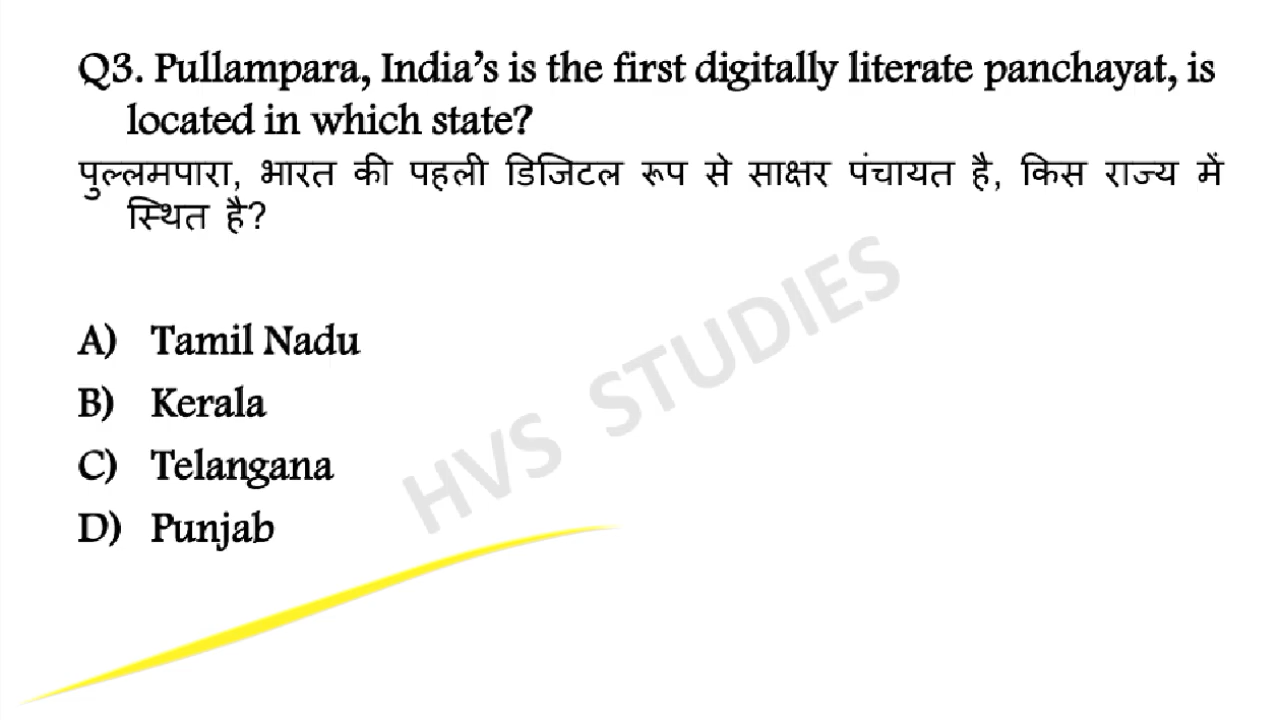 Q3. Pullampara, India’s is the first digitally literate panchayat, is
located in which state?
पुल्लमपारा, भारत की पहली डिजिटल रूप से साक्षर पंचायत है, किस राज्य में
स्थित है?
A) Tamil Nadu
B) Kerala
C) Telangana
D) Punjab
HVS STUDIES